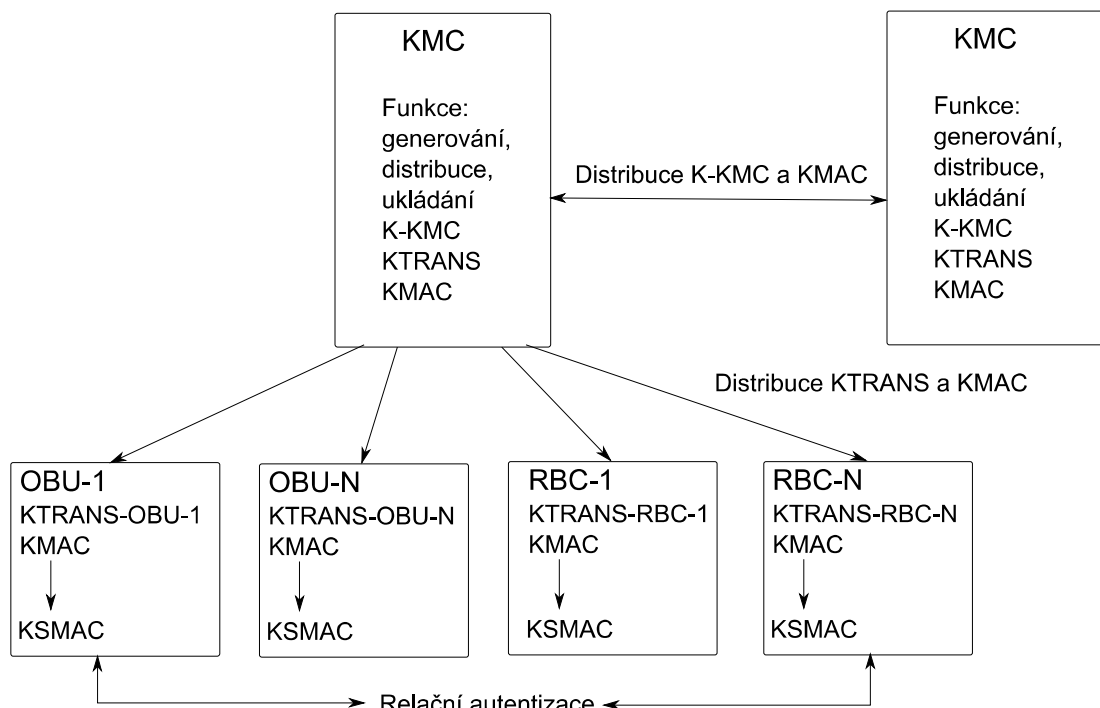 KMC
Funkce:
generování,
distribuce,
ukládání
K-KMC
KTRANS
KMAC
Distribuce K-KMC a KMAC
KMC
Funkce:
generování,
distribuce,
ukládání
K-KMC
KTRANS
KMAC
Distribuce KTRANS a KMAC
OBU-1
KTRANS-OBU-1
KMAC
KSMAC
OBU-N
KTRANS-OBU-N
KMAC
KSMAC
RBC-1
KTRANS-RBC-1
KMAC
KSMAC
RBC-N
KTRANS-RBC-N
KMAC
KSMAC
Relační autentizace